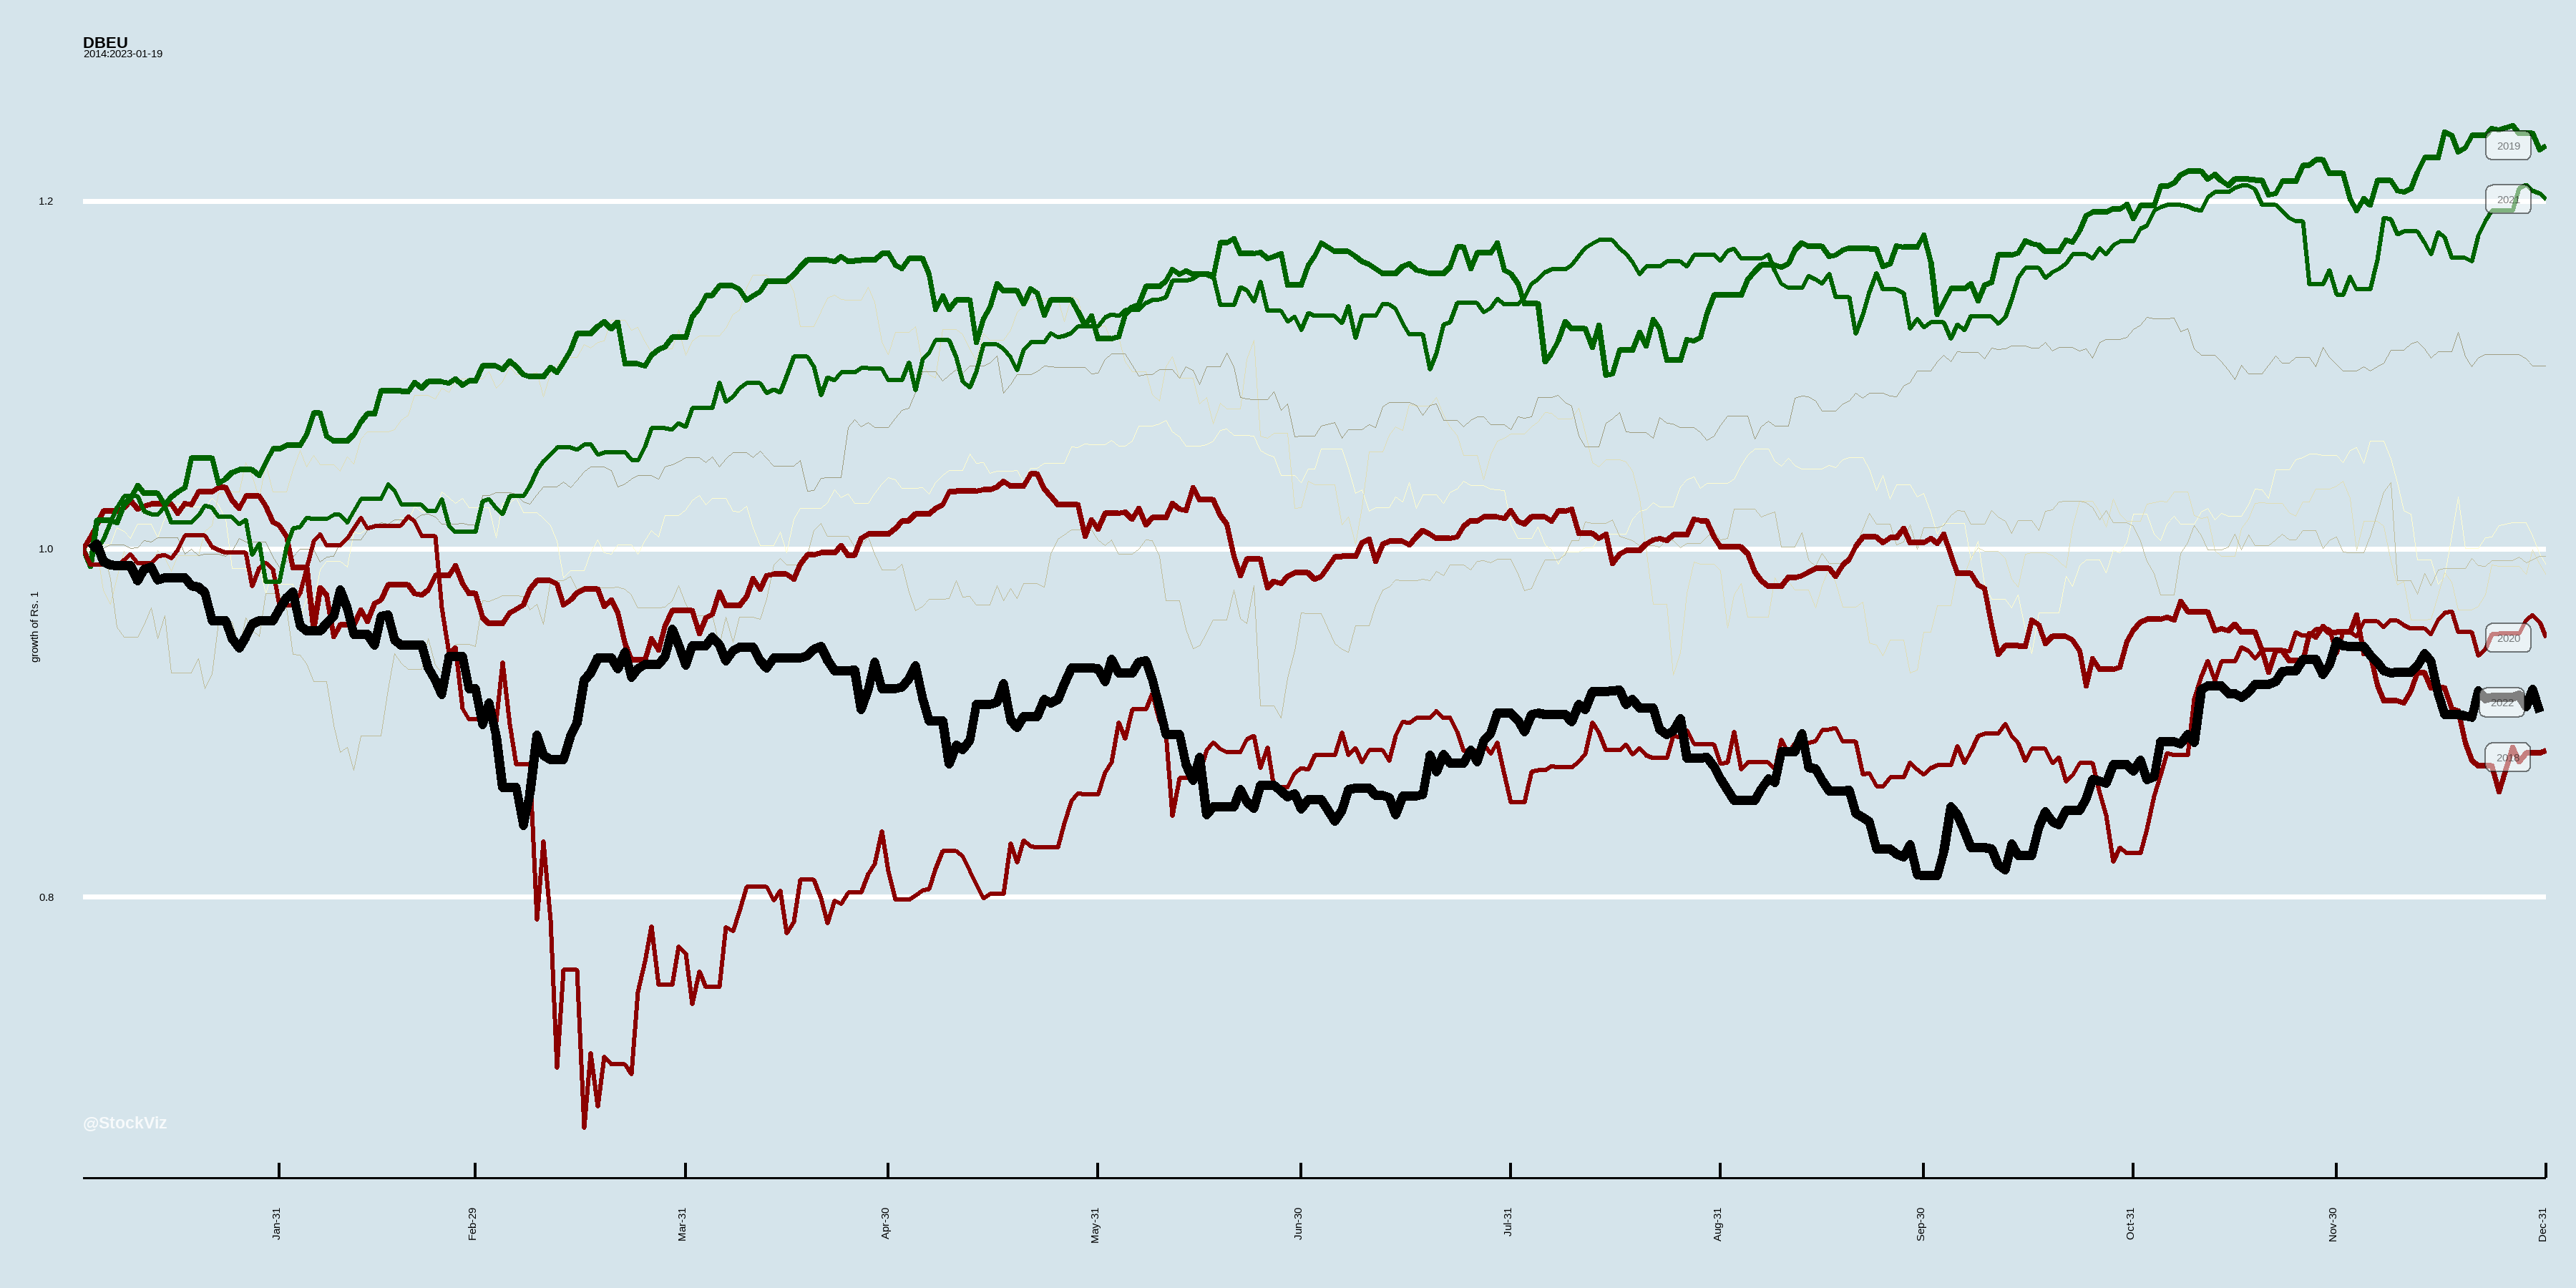 DBEU
2014:2023-01-19
2019
1.2
2021
1.0
growth of Rs. 1
2020
2022
2018
0.8
@StockViz
Jan-31
Feb-29
Mar-31
Apr-30
May-31
Jun-30
Jul-31
Aug-31
Sep-30
Oct-31
Nov-30
Dec-31